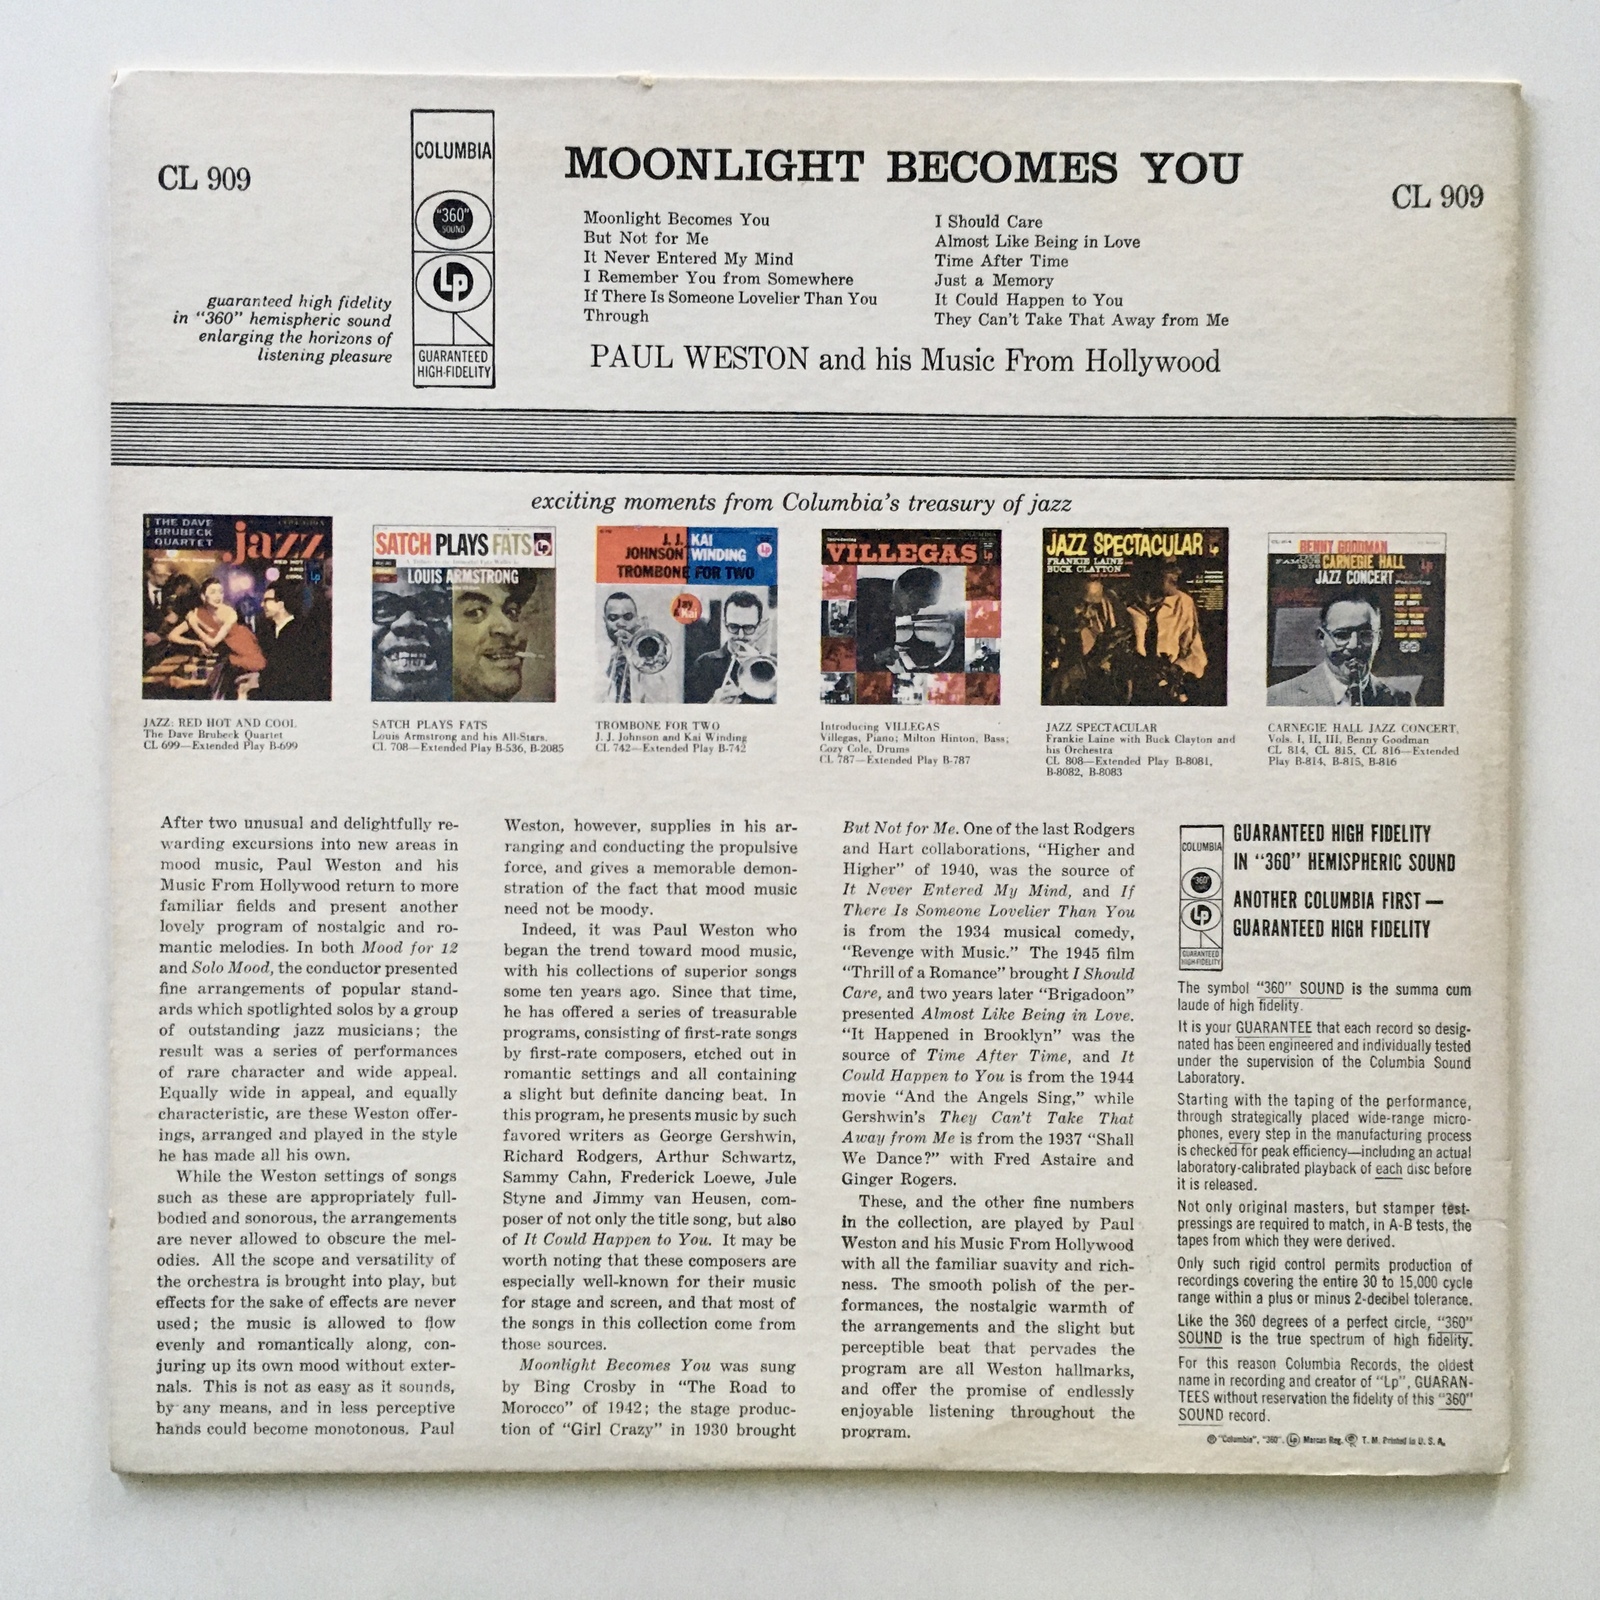 CL 909
COLUMBIA
"360"
SOUND
Lp
GUARANTEED
HIGH-FIDELITY
guaranteed high fidelity
in "360" hemispheric sound
enlarging the horizons of
listening pleasure
MOONLIGHT BECOMES YOU
CL 909
Moonlight Becomes You
But Not for Me
It Never Entered My Mind
I Remember You from Somewhere
If There Is Someone Lovelier Than You
Through
I Should Care
Almost Like Being in Love
Time After Time
Just a Memory
It Could Happen to You
They Can't Take That Away from Me
PAUL WESTON and his Music From Hollywood
exciting moments from Columbia's treasury of jazz
THE DAVE
BRUBECK
QUARTET
jazz
RED HOT
AND
COOL
Lp
SATCH PLAYS FATS
LOUIS ARMSTRONG
J. J.
JOHNSON
KAI
WINDING
TROMBONE FOR TWO
Jay
&
Kai
Introducing
VILLEGAS
JAZZ SPECTACULAR
FRANKIE LAINE
BUCK CLAYTON
BENNY GOODMAN
FAMOUS
1938
CARNEGIE HALL
JAZZ CONCERT
JAZZ: RED HOT AND COOL
The Dave Brubeck Quartet
CL 699—Extended Play B-699
SATCH PLAYS FATS
Louis Armstrong and his All-Stars.
CL 708—Extended Play B-536, B-2085
TROMBONE FOR TWO
J. J. Johnson and Kai Winding
CL 742—Extended Play B-742
Introducing VILLEGAS
Villegas, Piano; Milton Hinton, Bass;
Cozy Cole, Drums
CL 787—Extended Play B-787
JAZZ SPECTACULAR
Frankie Laine with Buck Clayton and
his Orchestra
CL 808—Extended Play B-8081,
B-8082, B-8083
CARNEGIE HALL JAZZ CONCERT,
Vols. I, II, III, Benny Goodman
CL 814, CL 815, CL 816—Extended
Play B-814, B-815, B-816
After two unusual and delightfully re-
warding excursions into new areas in
mood music, Paul Weston and his
Music From Hollywood return to more
familiar fields and present another
lovely program of nostalgic and ro-
mantic melodies. In both Mood for 12
and Solo Mood, the conductor presented
fine arrangements of popular stand-
ards which spotlighted solos by a group
of outstanding jazz musicians; the
result was a series of performances
of rare character and wide appeal.
Equally wide in appeal, and equally
characteristic, are these Weston offer-
ings, arranged and played in the style
he has made all his own.
While the Weston settings of songs
such as these are appropriately full-
bodied and sonorous, the arrangements
are never allowed to obscure the mel-
odies. All the scope and versatility of
the orchestra is brought into play, but
effects for the sake of effects are never
used; the music is allowed to flow
evenly and romantically along, con-
juring up its own mood without exter-
nals. This is not as easy as it sounds,
by any means, and in less perceptive
hands could become monotonous. Paul
Weston, however, supplies in his ar-
ranging and conducting the propulsive
force, and gives a memorable demon-
stration of the fact that mood music
need not be moody.
Indeed, it was Paul Weston who
began the trend toward mood music,
with his collections of superior songs
some ten years ago. Since that time,
he has offered a series of treasurable
programs, consisting of first-rate songs
by first-rate composers, etched out in
romantic settings and all containing
a slight but definite dancing beat. In
this program, he presents music by such
favored writers as George Gershwin,
Richard Rodgers, Arthur Schwartz,
Sammy Cahn, Frederick Loewe, Jule
Styne and Jimmy van Heusen, com-
poser of not only the title song, but also
of It Could Happen to You. It may be
worth noting that these composers are
especially well-known for their music
for stage and screen, and that most of
the songs in this collection come from
those sources.
Moonlight Becomes You was sung
by Bing Crosby in "The Road to
Morocco" of 1942; the stage produc-
tion of "Girl Crazy" in 1930 brought
But Not for Me. One of the last Rodgers
and Hart collaborations, "Higher and
Higher" of 1940, was the source of
It Never Entered My Mind, and If
There Is Someone Lovelier Than You
is from the 1934 musical comedy,
"Revenge with Music." The 1945 film
"Thrill of a Romance" brought I Should
Care, and two years later "Brigadoon"
presented Almost Like Being in Love.
"It Happened in Brooklyn" was the
source of Time After Time, and It
Could Happen to You is from the 1944
movie "And the Angels Sing," while
Gershwin's They Can't Take That
Away from Me is from the 1937 "Shall
We Dance?" with Fred Astaire and
Ginger Rogers.
These, and the other fine numbers
in the collection, are played by Paul
Weston and his Music From Hollywood
with all the familiar suavity and rich-
ness. The smooth polish of the per-
formances, the nostalgic warmth of
the arrangements and the slight but
perceptible beat that pervades the
program are all Weston hallmarks,
and offer the promise of endlessly
enjoyable listening throughout the
program.
COLUMBIA
"360"
Lp
GUARANTEED
HIGH-FIDELITY
GUARANTEED HIGH FIDELITY
IN "360" HEMISPHERIC SOUND
ANOTHER COLUMBIA FIRST —
GUARANTEED HIGH FIDELITY
The symbol "360" SOUND is the summa cum
laude of high fidelity.
It is your GUARANTEE that each record so desig-
nated has been engineered and individually tested
under the supervision of the Columbia Sound
Laboratory.
Starting with the taping of the performance,
through strategically placed wide-range micro-
phones, every step in the manufacturing process
is checked for peak efficiency—including an actual
laboratory-calibrated playback of each disc before
it is released.
Not only original masters, but stamper test-
pressings are required to match, in A-B tests, the
tapes from which they were derived.
Only such rigid control permits production of
recordings covering the entire 30 to 15,000 cycle
range within a plus or minus 2-decibel tolerance.
Like the 360 degrees of a perfect circle, "360"
SOUND is the true spectrum of high fidelity.
For this reason Columbia Records, the oldest
name in recording and creator of "Lp", GUARAN-
TEES without reservation the fidelity of this "360"
SOUND record.
"Columbia", "360", Lp Marcas Reg. T. M. Printed in U. S. A.